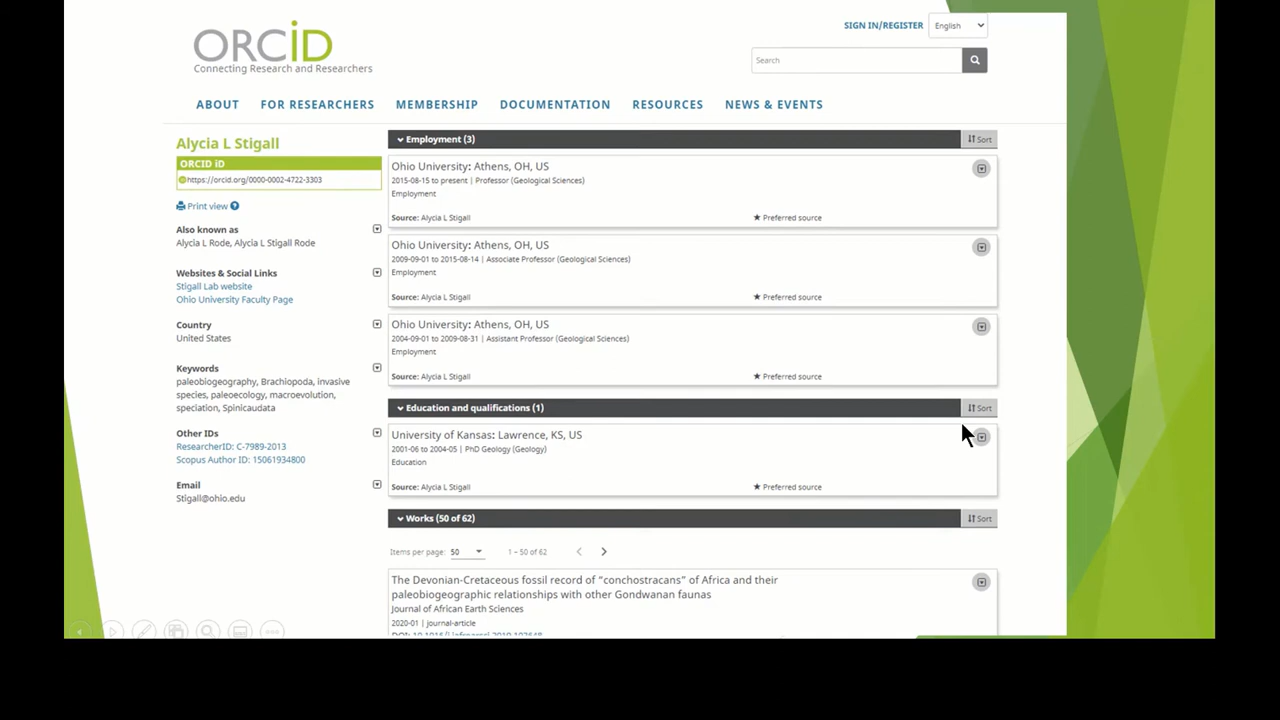 ORCiD
Connecting Research and Researchers
SIGN IN/REGISTER
English
Search
ABOUT FOR RESEARCHERS MEMBERSHIP DOCUMENTATION RESOURCES NEWS & EVENTS
Alycia L Stigall
ORCID iD
https://orcid.org/0000-0002-4722-3303
Print view
Also known as
Alycia L Rode, Alycia L Stigall Rode
Websites & Social Links
Stigall Lab website
Ohio University Faculty Page
Country
United States
Keywords
paleobiogeography, Brachiopoda, invasive
species, paleoecology, macroevolution,
speciation, Spinicaudata
Other IDs
ResearcherID: C-7989-2013
Scopus Author ID: 15061934800
Email
Stigall@ohio.edu
Employment (3)
Sort
Ohio University: Athens, OH, US
2015-08-15 to present | Professor (Geological Sciences)
Employment
Source: Alycia L Stigall
Preferred source
Ohio University: Athens, OH, US
2009-09-01 to 2015-08-14 | Associate Professor (Geological Sciences)
Employment
Source: Alycia L Stigall
Preferred source
Ohio University: Athens, OH, US
2004-09-01 to 2009-08-31 | Assistant Professor (Geological Sciences)
Employment
Source: Alycia L Stigall
Preferred source
Education and qualifications (1)
Sort
University of Kansas: Lawrence, KS, US
2001-06 to 2004-05 | PhD Geology (Geology)
Education
Source: Alycia L Stigall
Preferred source
Works (50 of 62)
Sort
Items per page: 50
1 – 50 of 62
The Devonian-Cretaceous fossil record of “conchostracans” of Africa and their
paleobiogeographic relationships with other Gondwanan faunas
Journal of African Earth Sciences
2020-01 | journal-article
DOI: